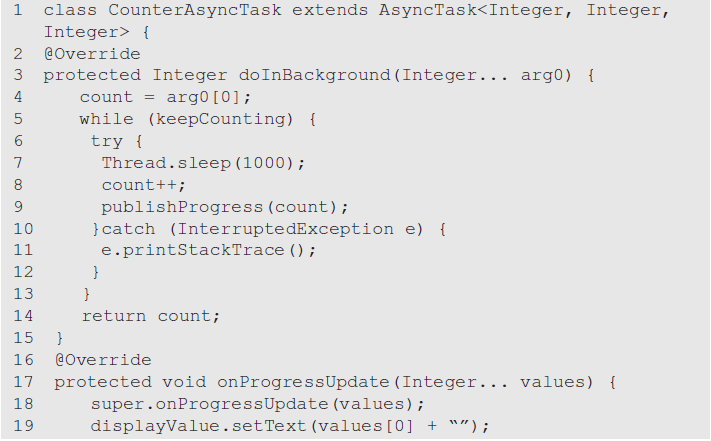 1 class CounterAsyncTask extends AsyncTask<Integer, Integer,
Integer> {
2 @Override
3 protected Integer doInBackground(Integer... arg0) {
4 count = arg0[0];
5 while (keepCounting) {
6 try {
7 Thread.sleep(1000);
8 count++;
9 publishProgress(count);
10 }catch (InterruptedException e) {
11 e.printStackTrace();
12 }
13 }
14 return count;
15 }
16 @Override
17 protected void onProgressUpdate(Integer... values) {
18 super.onProgressUpdate(values);
19 displayValue.setText(values[0] + “”);